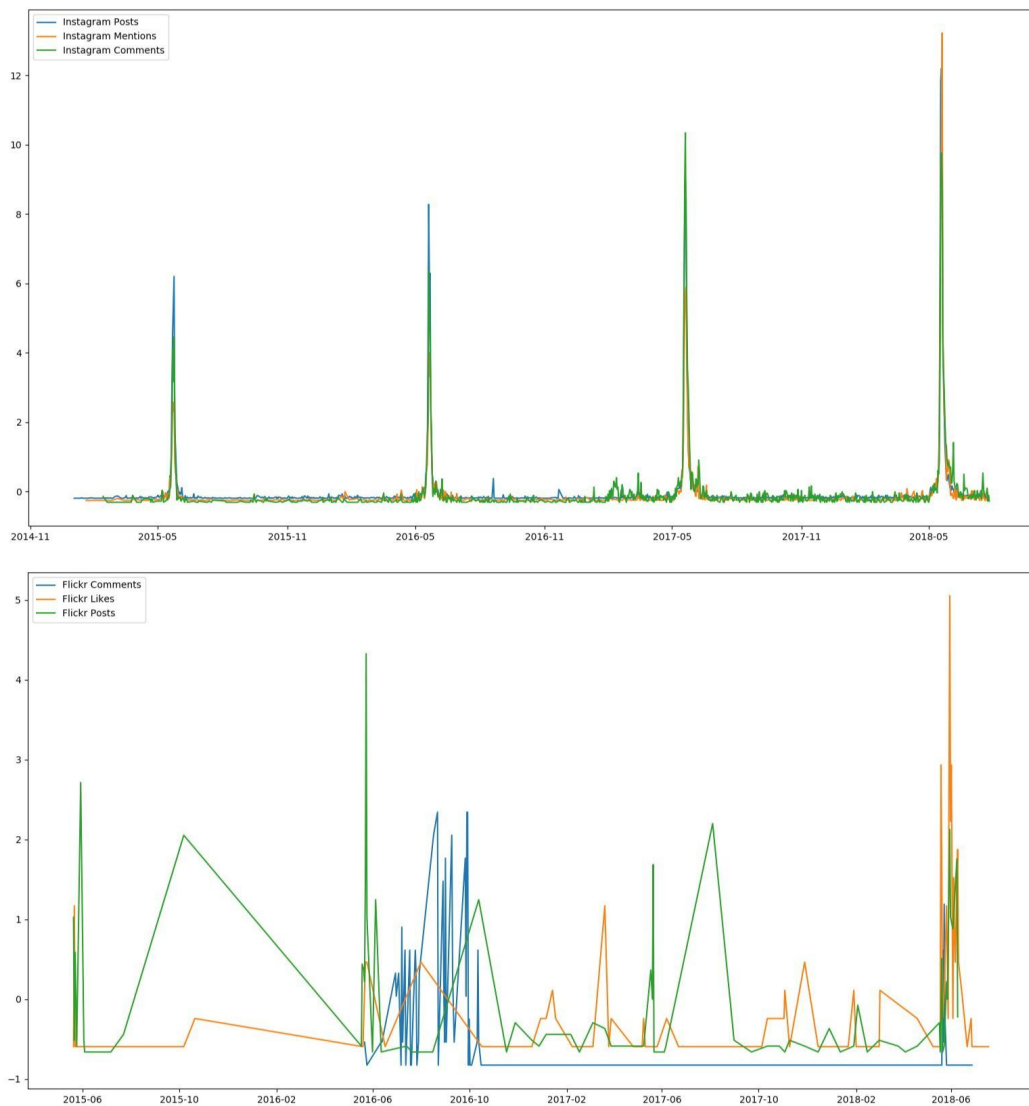 Instagram Posts
Instagram Mentions
Instagram Comments
12
10
8
6
4
2
0
2014-11 2015-05 2015-11 2016-05 2016-11 2017-05 2017-11 2018-05
Flickr Comments
Flickr Likes
Flickr Posts
5
4
3
2
1
0
−1
2015-06 2015-10 2016-02 2016-06 2016-10 2017-02 2017-06 2017-10 2018-02 2018-06